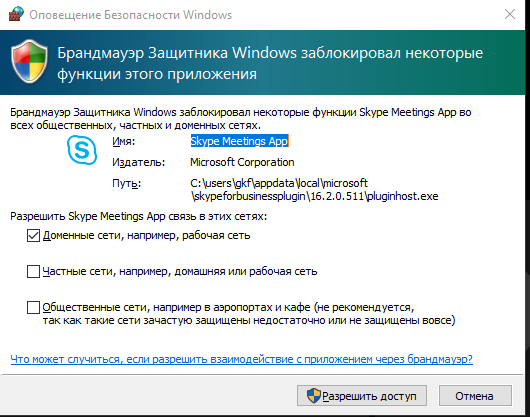 Оповещение Безопасности Windows
Брандмауэр Защитника Windows заблокировал некоторые
функции этого приложения
Брандмауэр Защитника Windows заблокировал некоторые функции Skype Meetings App во
всех общественных, частных и доменных сетях.
Имя: Skype Meetings App
Издатель: Microsoft Corporation
Путь: C:\users\gkf\appdata\local\microsoft
\skypeforbusinessplugin\16.2.0.511\pluginhost.exe
Разрешить Skype Meetings App связь в этих сетях:
Доменные сети, например, рабочая сеть
Частные сети, например, домашняя или рабочая сеть
Общественные сети, например в аэропортах и кафе (не рекомендуется,
так как такие сети зачастую защищены недостаточно или не защищены вовсе)
Что может случиться, если разрешить взаимодействие с приложением через брандмауэр?
Разрешить доступ Отмена